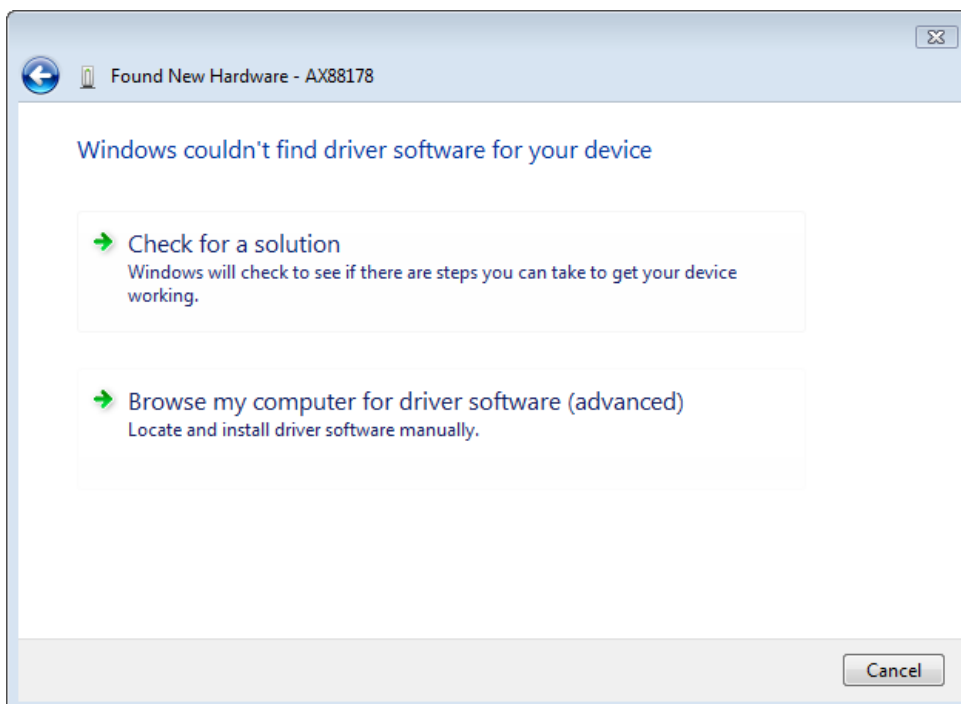 Found New Hardware - AX88178
Windows couldn't find driver software for your device
Check for a solution
Windows will check to see if there are steps you can take to get your device
working.
Browse my computer for driver software (advanced)
Locate and install driver software manually.
Cancel